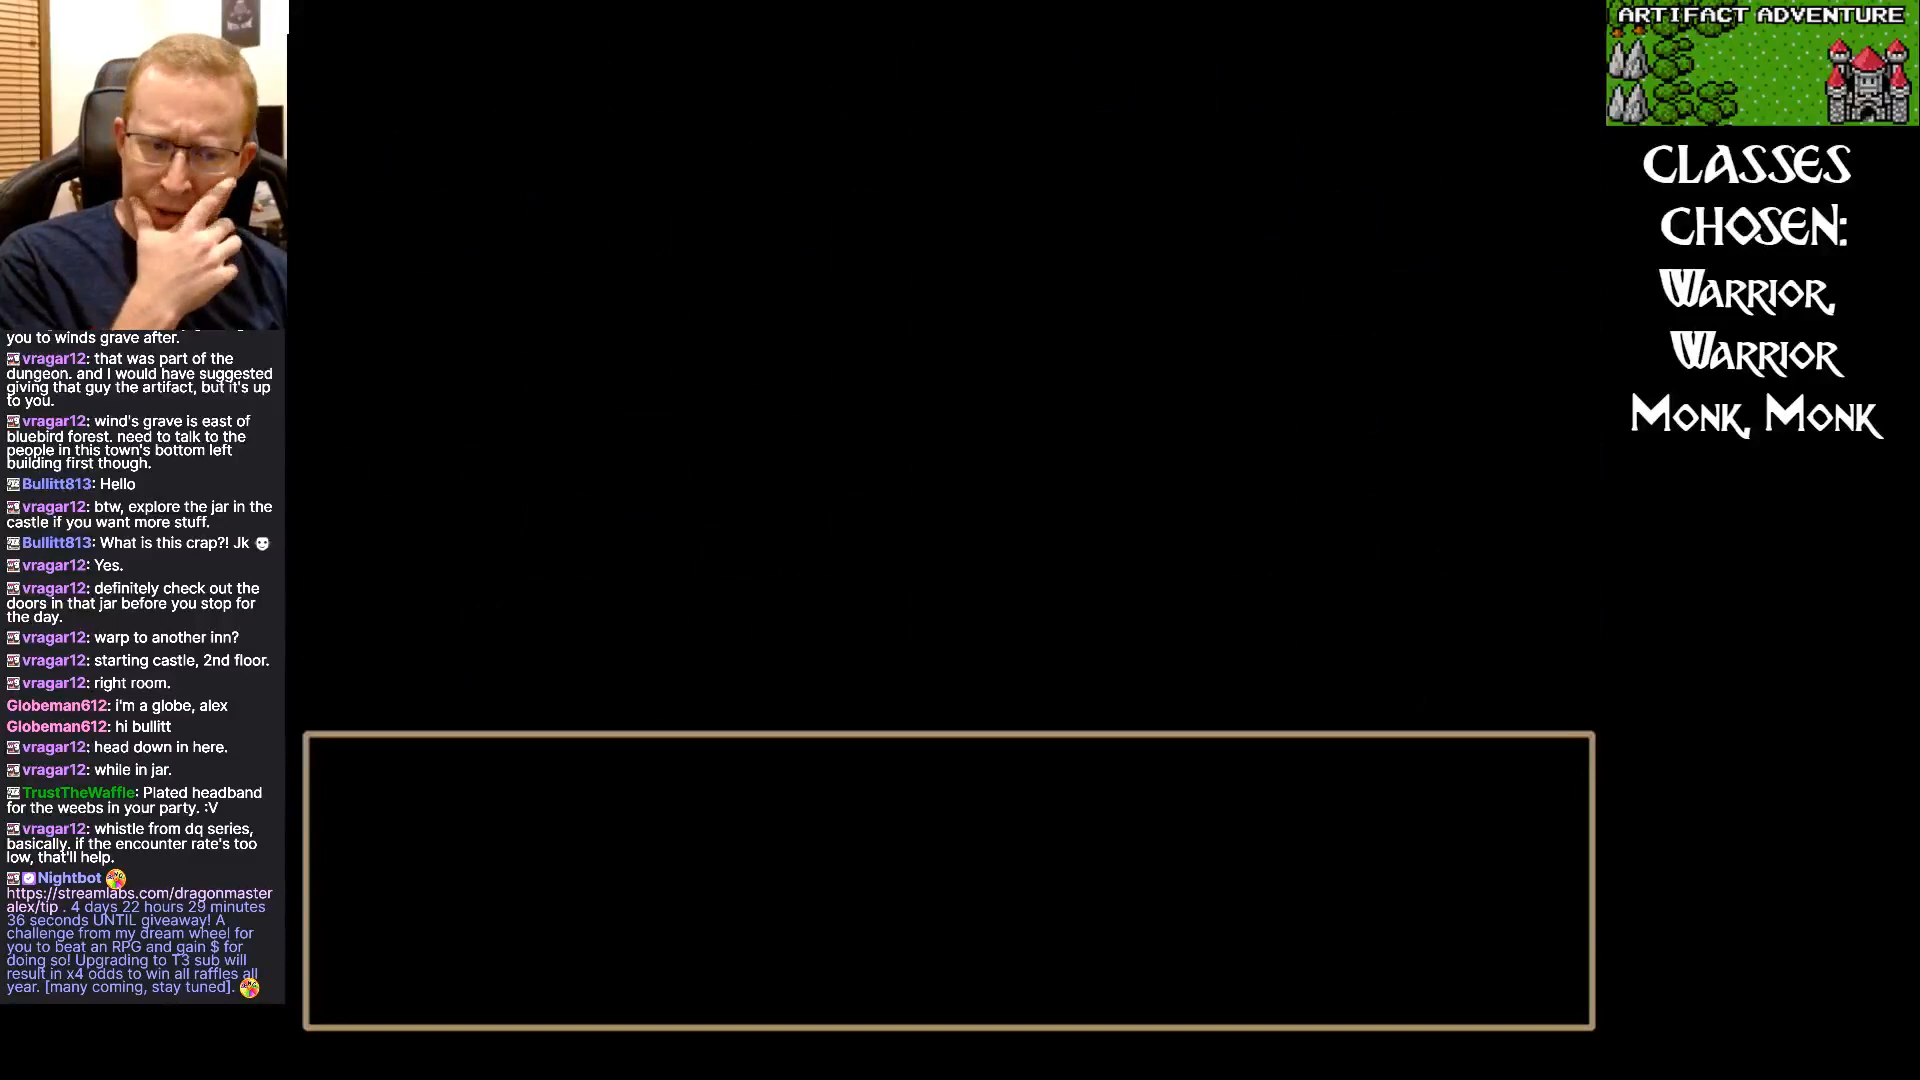 you to winds grave after.
vragar12: that was part of the
dungeon. and I would have suggested
giving that guy the artifact, but it's up
to you.
vragar12: wind's grave is east of
bluebird forest. need to talk to the
people in this town's bottom left
building first though.
Bullitt813: Hello
vragar12: btw, explore the jar in the
castle if you want more stuff.
Bullitt813: What is this crap?! Jk
vragar12: Yes.
vragar12: definitely check out the
doors in that jar before you stop for
the day.
vragar12: warp to another inn?
vragar12: starting castle, 2nd floor.
vragar12: right room.
Globeman612: i'm a globe, alex
Globeman612: hi bullitt
vragar12: head down in here.
vragar12: while in jar.
TrustTheWaffle: Plated headband
for the weebs in your party. :V
vragar12: whistle from dq series,
basically. if the encounter rate's too
low, that'll help.
Nightbot
https://streamlabs.com/dragonmaster
alex/tip . 4 days 22 hours 29 minutes
36 seconds UNTIL giveaway! A
challenge from my dream wheel for
you to beat an RPG and gain $ for
doing so! Upgrading to T3 sub will
result in x4 odds to win all raffles all
year. [many coming, stay tuned].
ARTIFACT ADVENTURE
CLASSES
CHOSEN:
WARRIOR,
WARRIOR
MONK, MONK